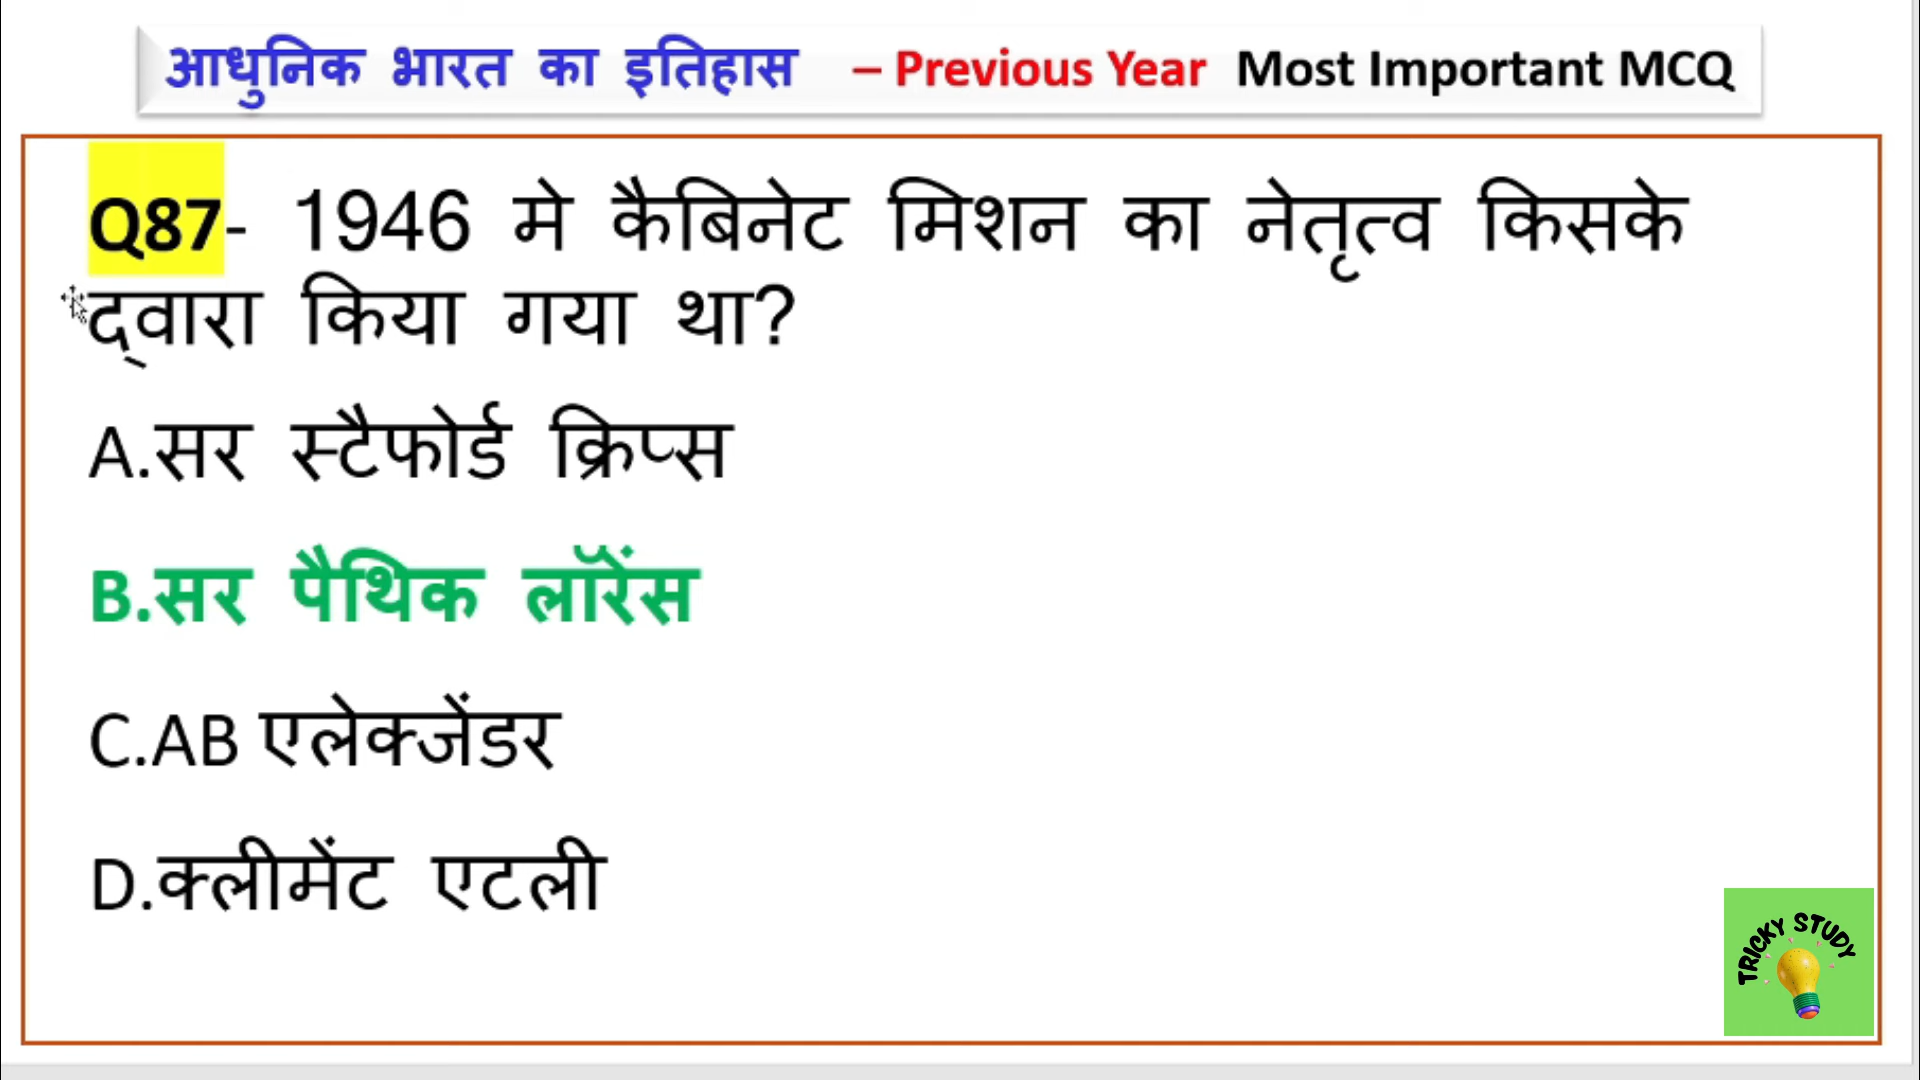 आधुनिक भारत का इतिहास – Previous Year Most Important MCQ
Q87- 1946 मे कैबिनेट मिशन का नेतृत्व किसके
द्वारा किया गया था?
A.सर स्टैफोर्ड क्रिप्स
B.सर पैथिक लॉरेंस
C.AB एलेक्जेंडर
D.क्लीमेंट एटली
TRICKY STUDY